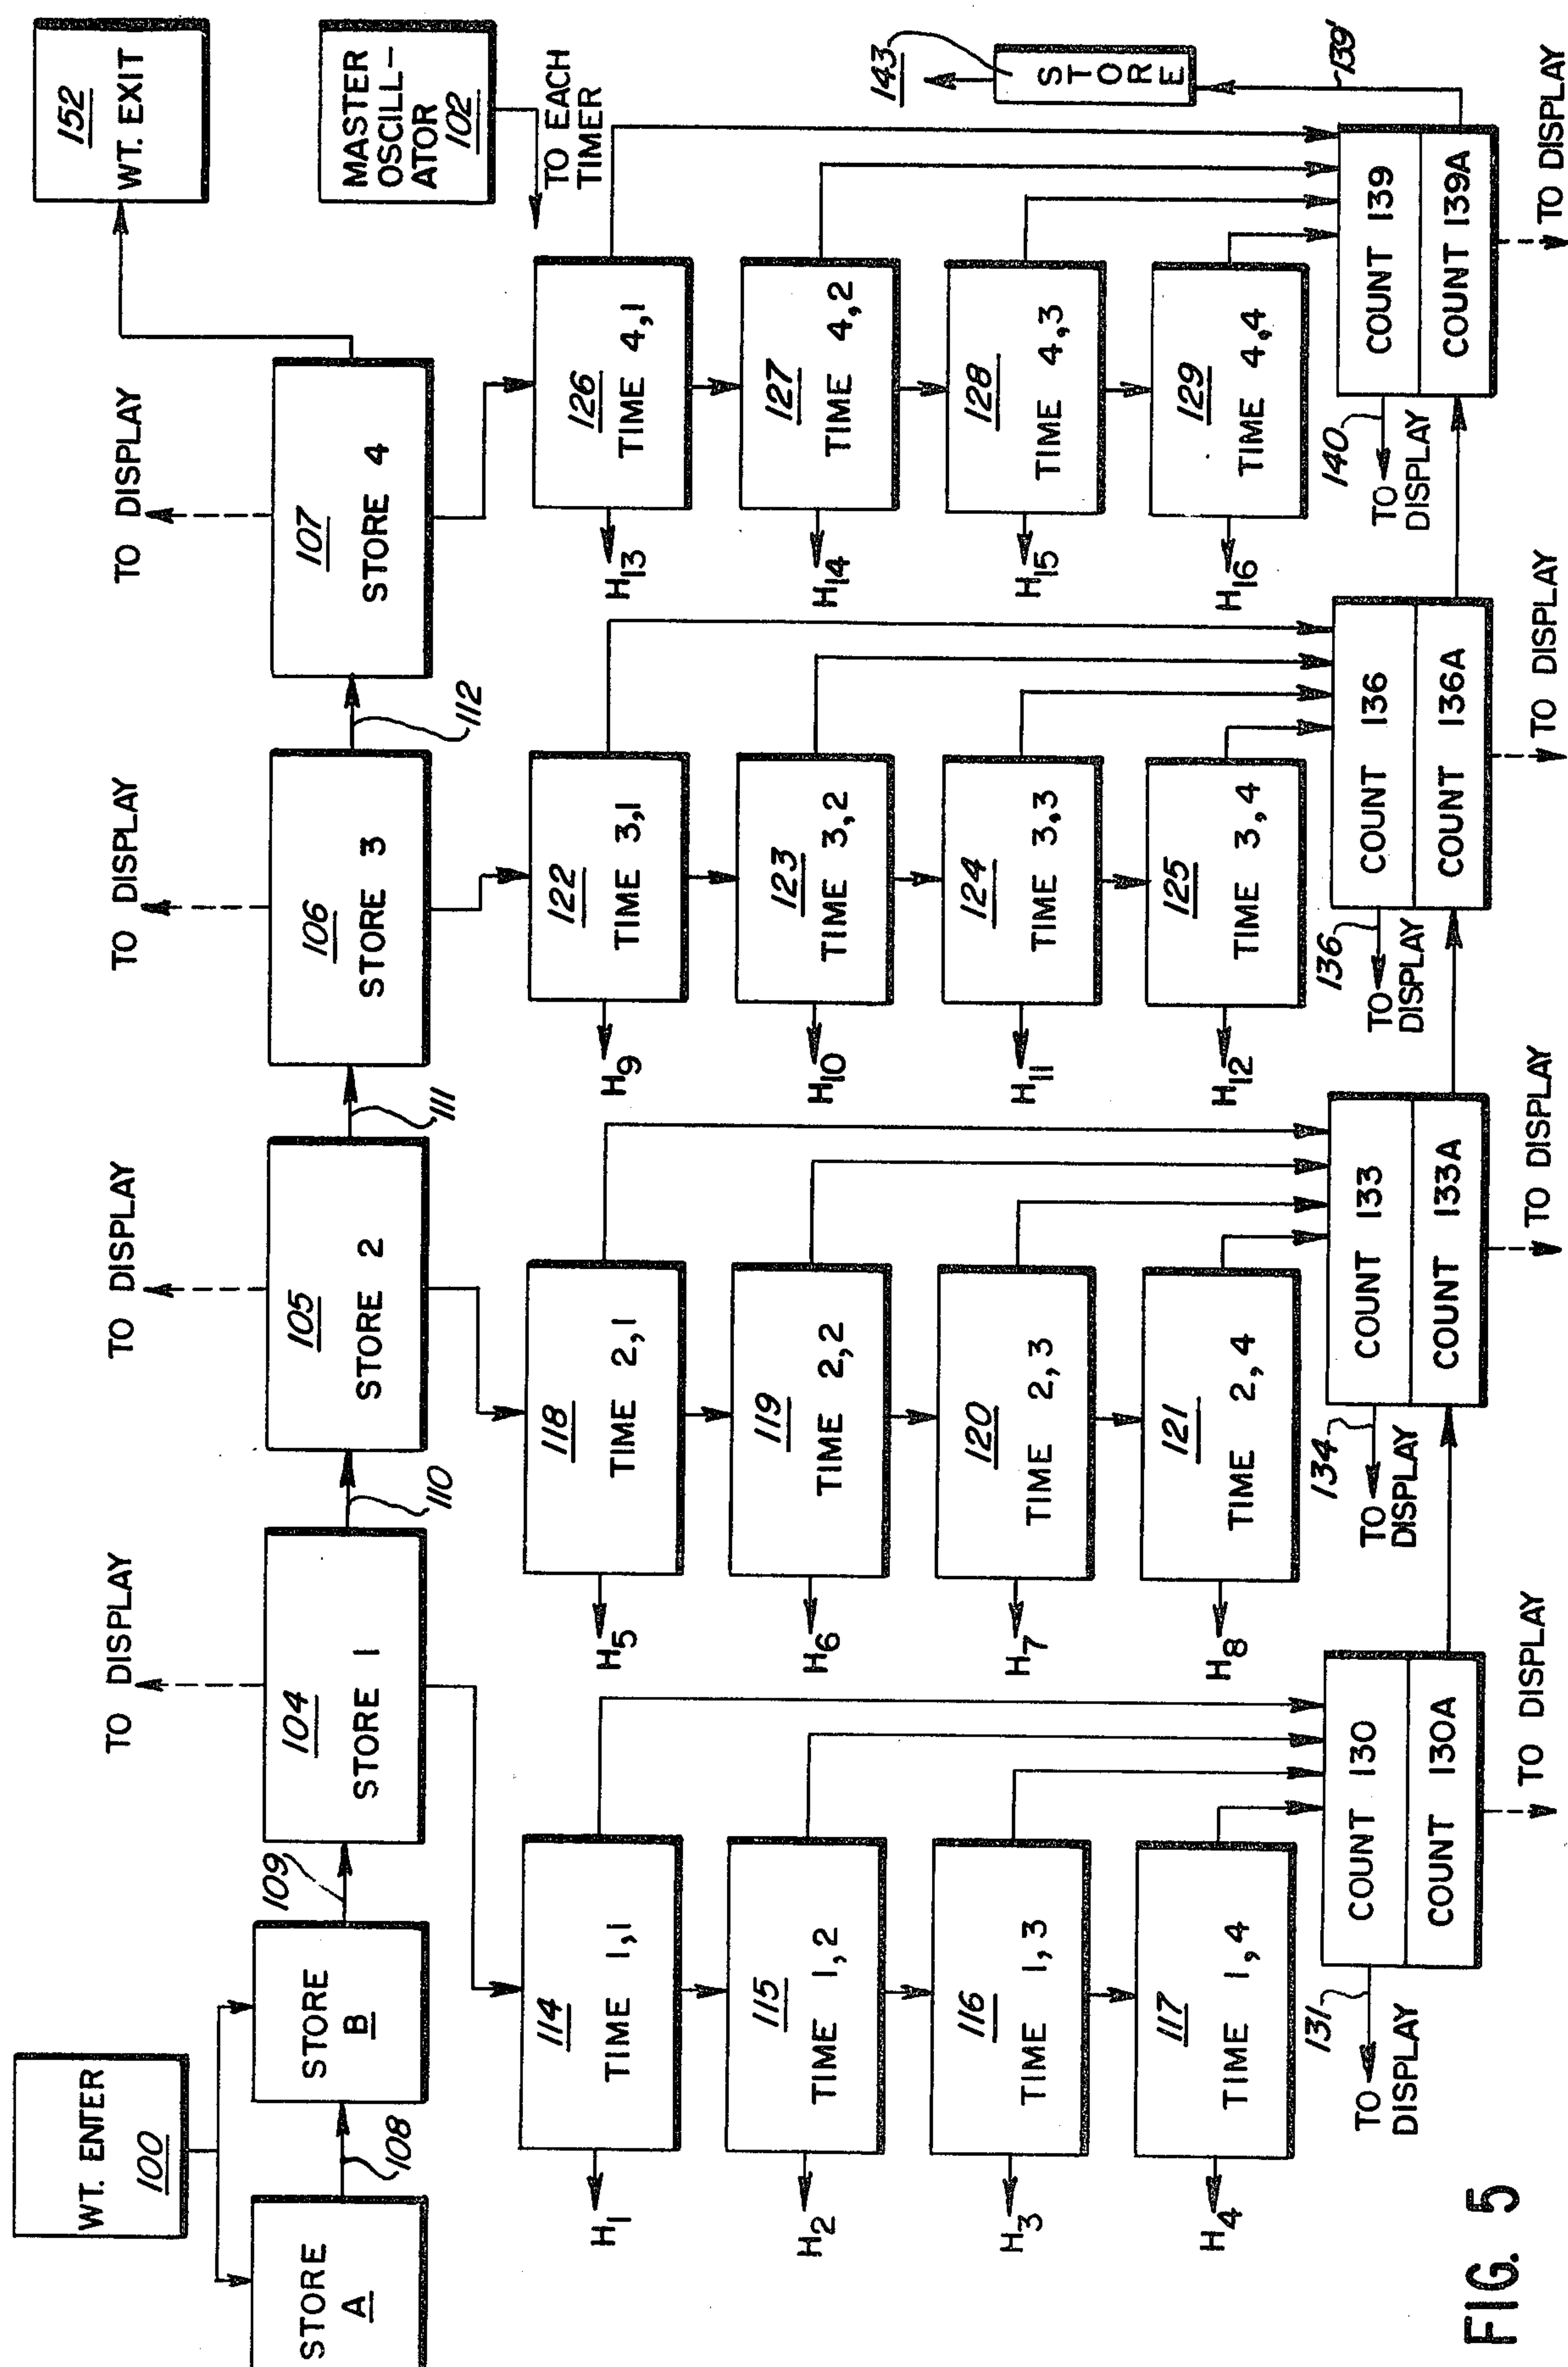 WT. ENTER
100
STORE
A
108
STORE
B
109
TO DISPLAY
104
STORE 1
110
TO DISPLAY
105
STORE 2
111
TO DISPLAY
106
STORE 3
112
TO DISPLAY
107
STORE 4
152
WT. EXIT
MASTER
OSCILL-
ATOR
102
TO EACH
TIMER
H1
114
TIME 1,1
H5
118
TIME 2,1
H9
122
TIME 3,1
H13
126
TIME 4,1
H2
115
TIME 1,2
H6
119
TIME 2,2
H10
123
TIME 3,2
H14
127
TIME 4,2
H3
116
TIME 1,3
H7
120
TIME 2,3
H11
124
TIME 3,3
H15
128
TIME 4,3
H4
117
TIME 1,4
H8
121
TIME 2,4
H12
125
TIME 3,4
H16
129
TIME 4,4
143
STORE
139'
131
TO
DISPLAY
COUNT 130
COUNT 130A
TO DISPLAY
134
TO
DISPLAY
COUNT 133
COUNT 133A
TO DISPLAY
136
TO
DISPLAY
COUNT 136
COUNT 136A
TO DISPLAY
140
TO
DISPLAY
COUNT 139
COUNT 139A
TO DISPLAY
FIG. 5